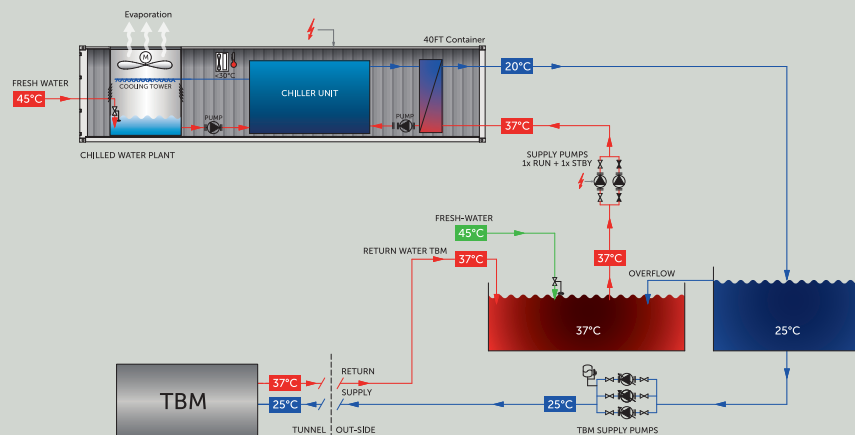 Evaporation
M
40FT Container
<30°C
20°C
FRESH WATER
45°C
COOLING TOWER
CHILLER UNIT
PUMP
PUMP
37°C
CHILLED WATER PLANT
SUPPLY PUMPS
1x RUN + 1x STBY
FRESH-WATER
45°C
RETURN WATER TBM
37°C
37°C
OVERFLOW
37°C
25°C
TBM
37°C
RETURN
25°C
SUPPLY
25°C
TUNNEL
OUT-SIDE
TBM SUPPLY PUMPS